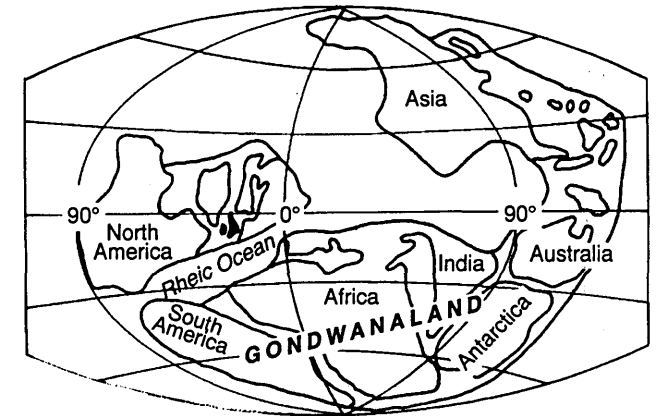 Asia
90°
0°
90°
North
America
Rheic Ocean
India
Australia
Africa
South
America
GONDWANALAND
Antarctica